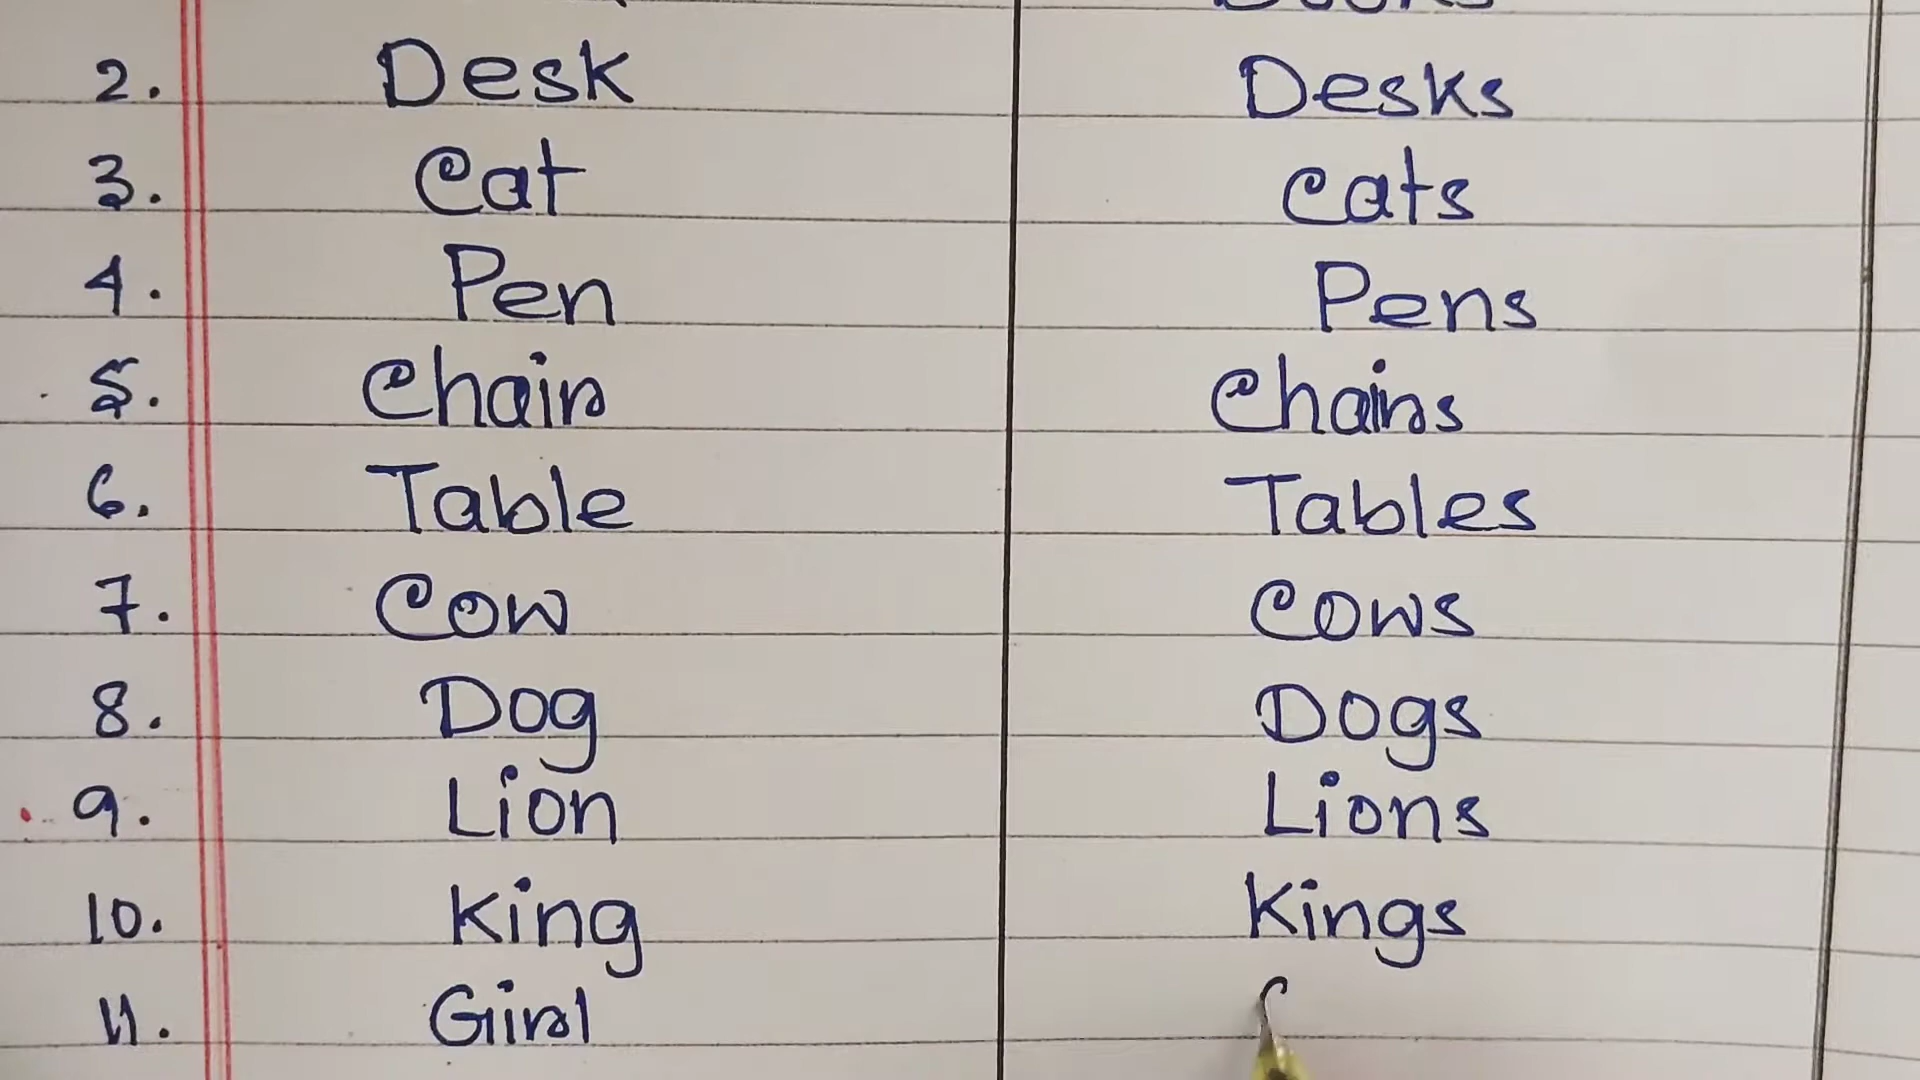 2. Desk Desks
3. Cat Cats
4. Pen Pens
5. Chair Chairs
6. Table Tables
7. Cow Cows
8. Dog Dogs
9. Lion Lions
10. King Kings
11. Girl